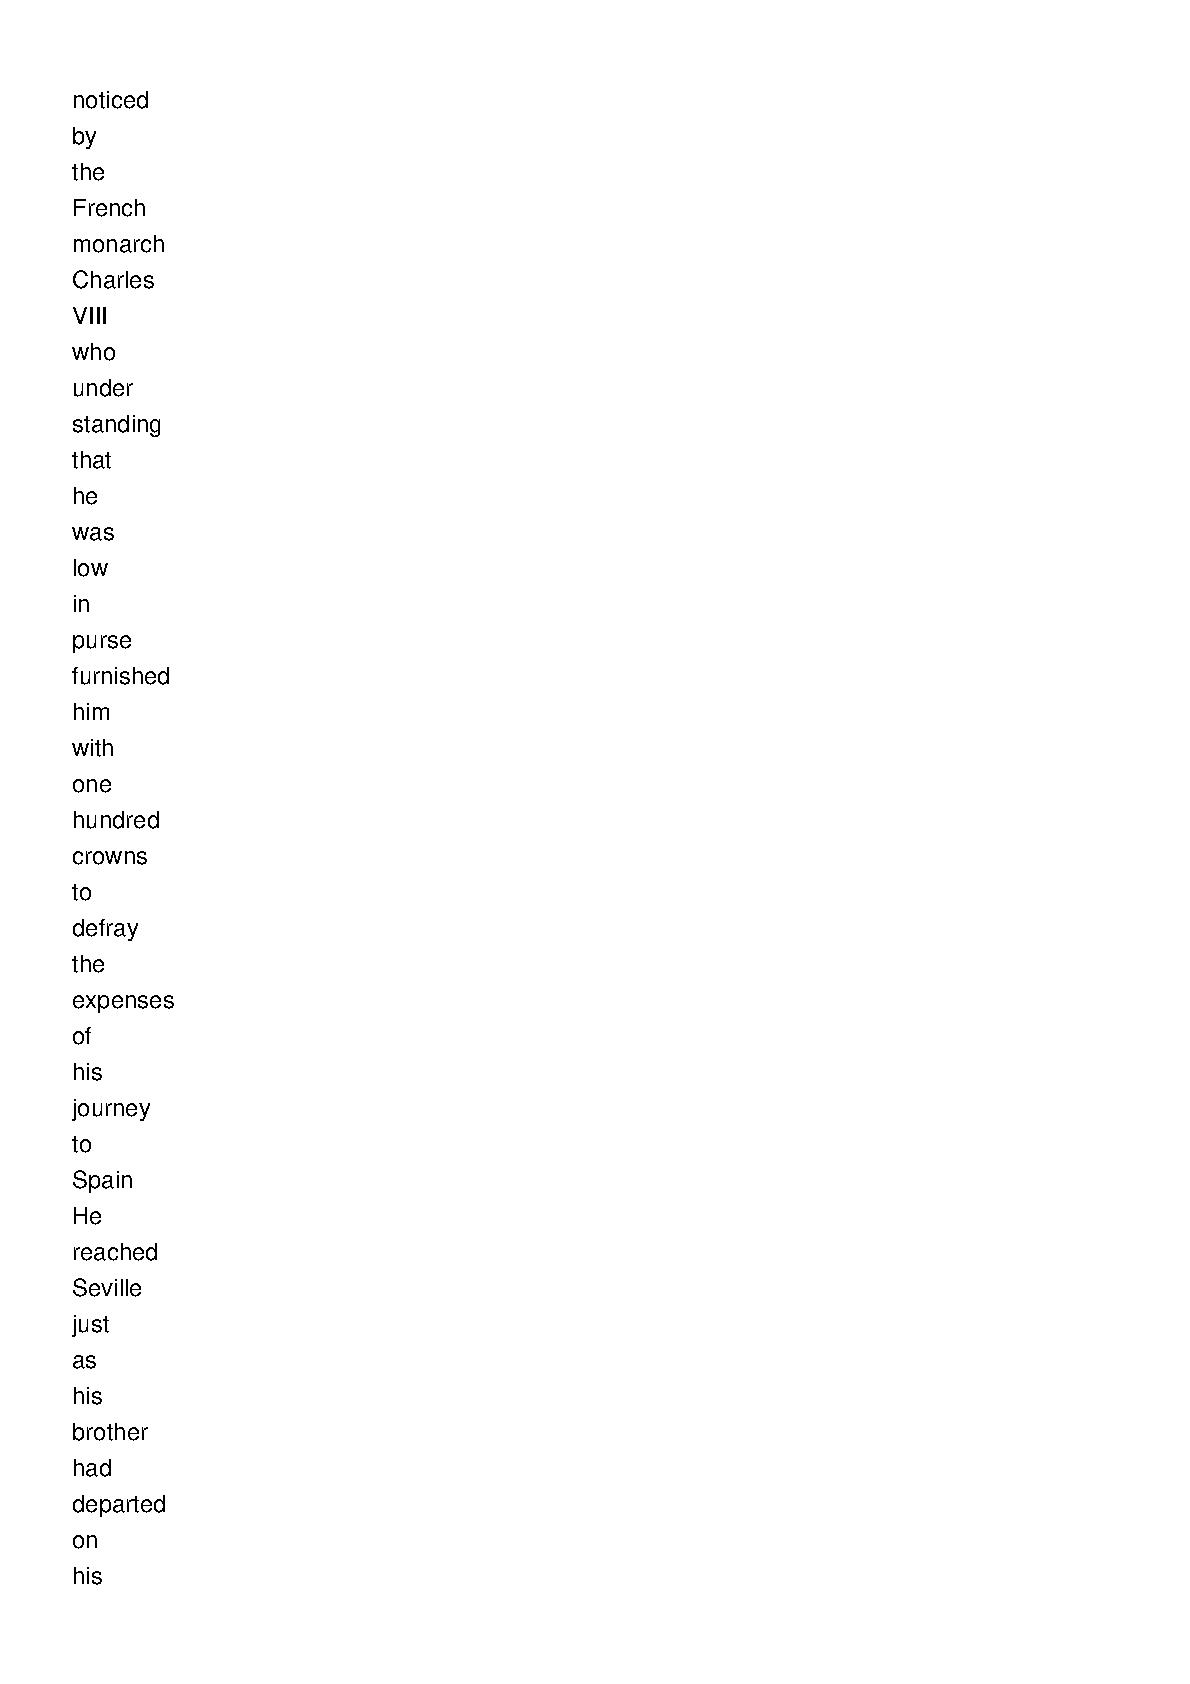 noticed
by
the
French
monarch
Charles
VIII
who
under
standing
that
he
was
low
in
purse
furnished
him
with
one
hundred
crowns
to
defray
the
expenses
of
his
journey
to
Spain
He
reached
Seville
just
as
his
brother
had
departed
on
his